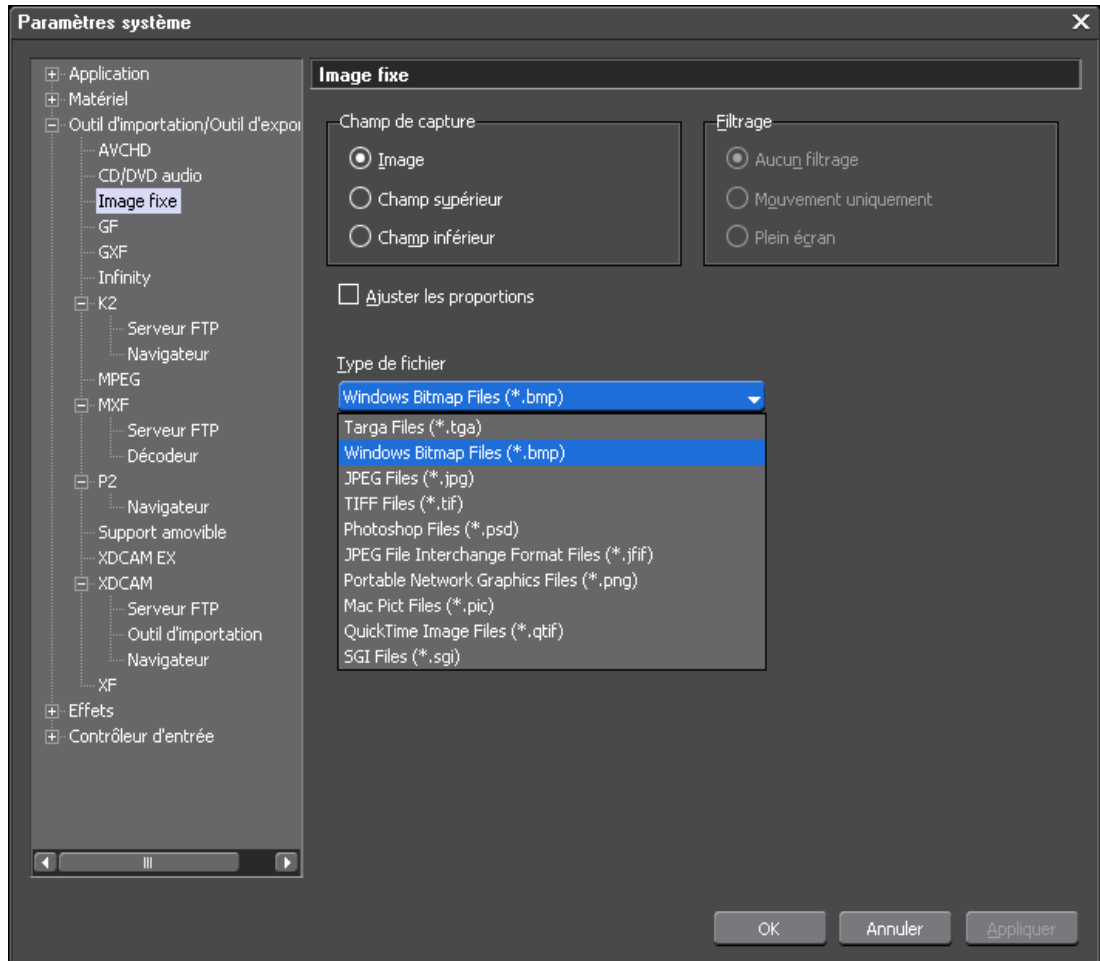 Paramètres système
Application
Matériel
Outil d'importation/Outil d'expor
AVCHD
CD/DVD audio
Image fixe
GF
GXF
Infinity
K2
Serveur FTP
Navigateur
MPEG
MXF
Serveur FTP
Décodeur
P2
Navigateur
Support amovible
XDCAM EX
XDCAM
Serveur FTP
Outil d'importation
Navigateur
XF
Effets
Contrôleur d'entrée
Image fixe
Champ de capture
Image
Champ supérieur
Champ inférieur
Filtrage
Aucun filtrage
Mouvement uniquement
Plein écran
Ajuster les proportions
Type de fichier
Windows Bitmap Files (*.bmp)
Targa Files (*.tga)
Windows Bitmap Files (*.bmp)
JPEG Files (*.jpg)
TIFF Files (*.tif)
Photoshop Files (*.psd)
JPEG File Interchange Format Files (*.jfif)
Portable Network Graphics Files (*.png)
Mac Pict Files (*.pic)
QuickTime Image Files (*.qtif)
SGI Files (*.sgi)
OK
Annuler
Appliquer